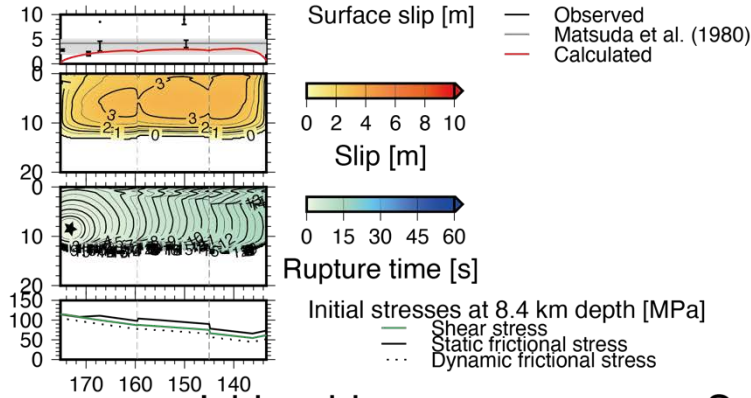 Surface slip [m]
Observed
Matsuda et al. (1980)
Calculated
10
5
0
0
10
20
3
3
3
2
1
2
1
0
0
0 2 4 6 8 10
Slip [m]
0
10
20
0 15 30 45 60
Rupture time [s]
150
100
50
0
170 160 150 140
Initial stresses at 8.4 km depth [MPa]
Shear stress
Static frictional stress
Dynamic frictional stress